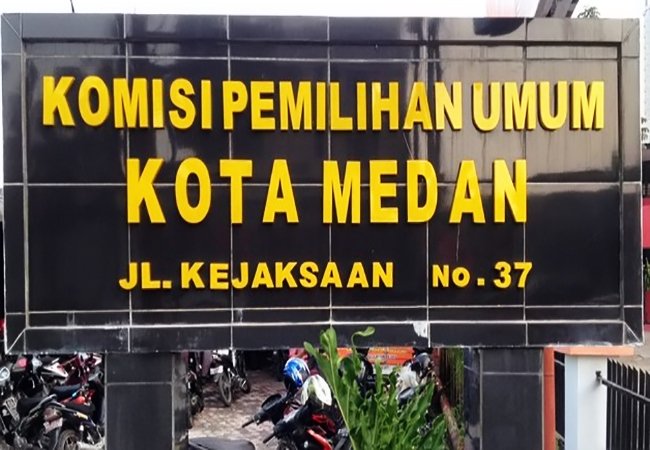 KOMISI PEMILIHAN UMUM
KOTA MEDAN
JL. KEJAKSAAN No. 37